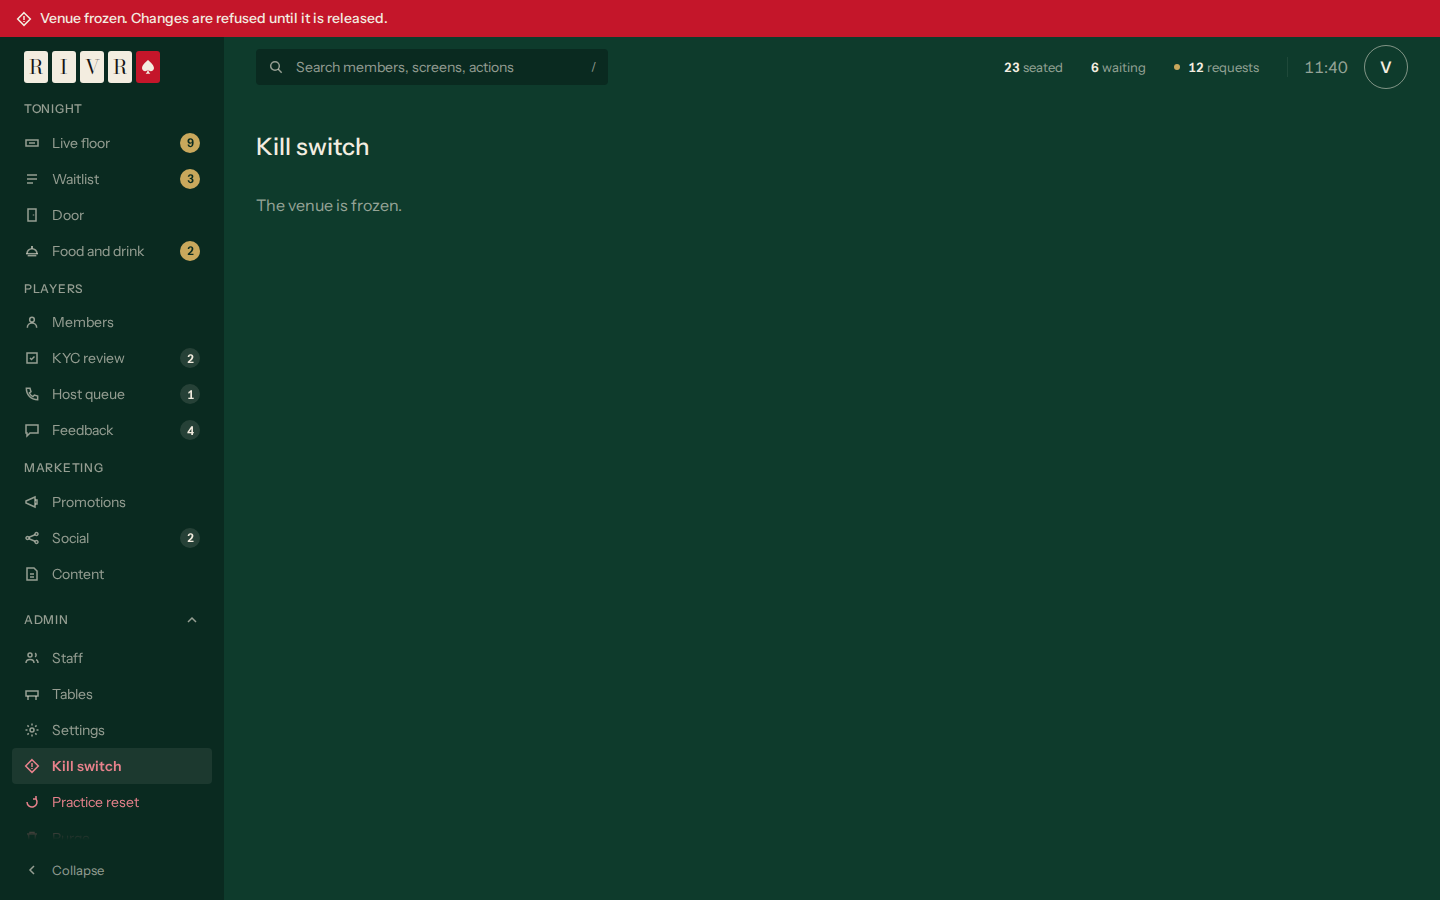 Venue frozen. Changes are refused until it is released.
RIVR
Search members, screens, actions /
23 seated 6 waiting 12 requests 11:40 V
TONIGHT
Live floor 9
Waitlist 3
Door
Food and drink 2
PLAYERS
Members
KYC review 2
Host queue 1
Feedback 4
MARKETING
Promotions
Social 2
Content
ADMIN
Staff
Tables
Settings
Kill switch
Practice reset
Collapse
Kill switch
The venue is frozen.